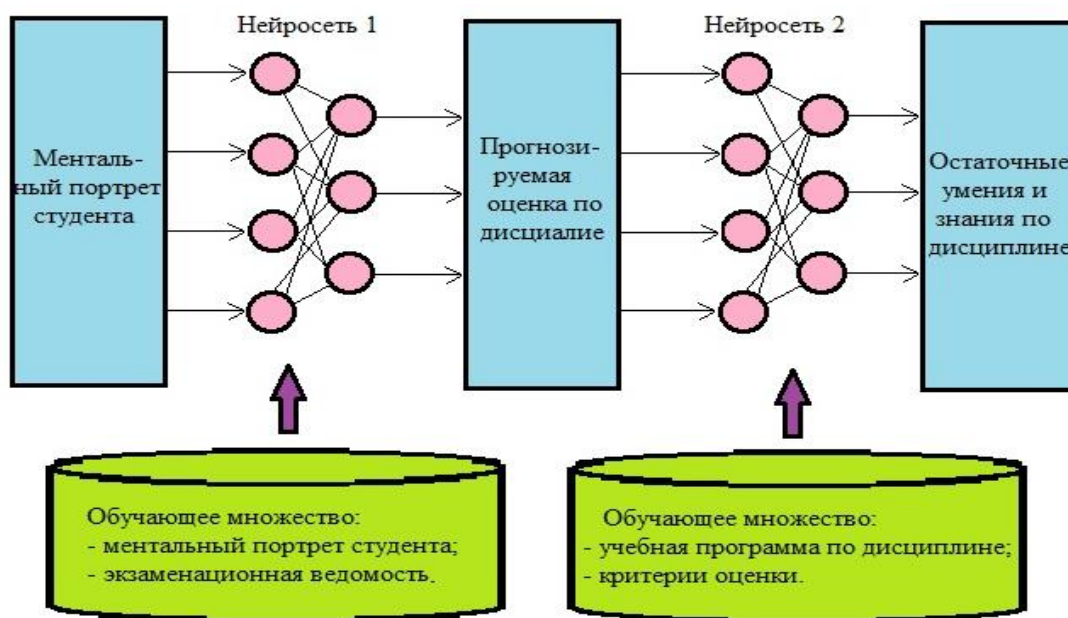 Нейросеть 1
Нейросеть 2
Менталь-
ный портрет
студента
Прогнози-
руемая
оценка по
дисциалие
Остаточные
умения и
знания по
дисциплине
Обучающее множество:
- ментальный портрет студента;
- экзаменационная ведомость.
Обучающее множество:
- учебная программа по дисциплине;
- критерии оценки.